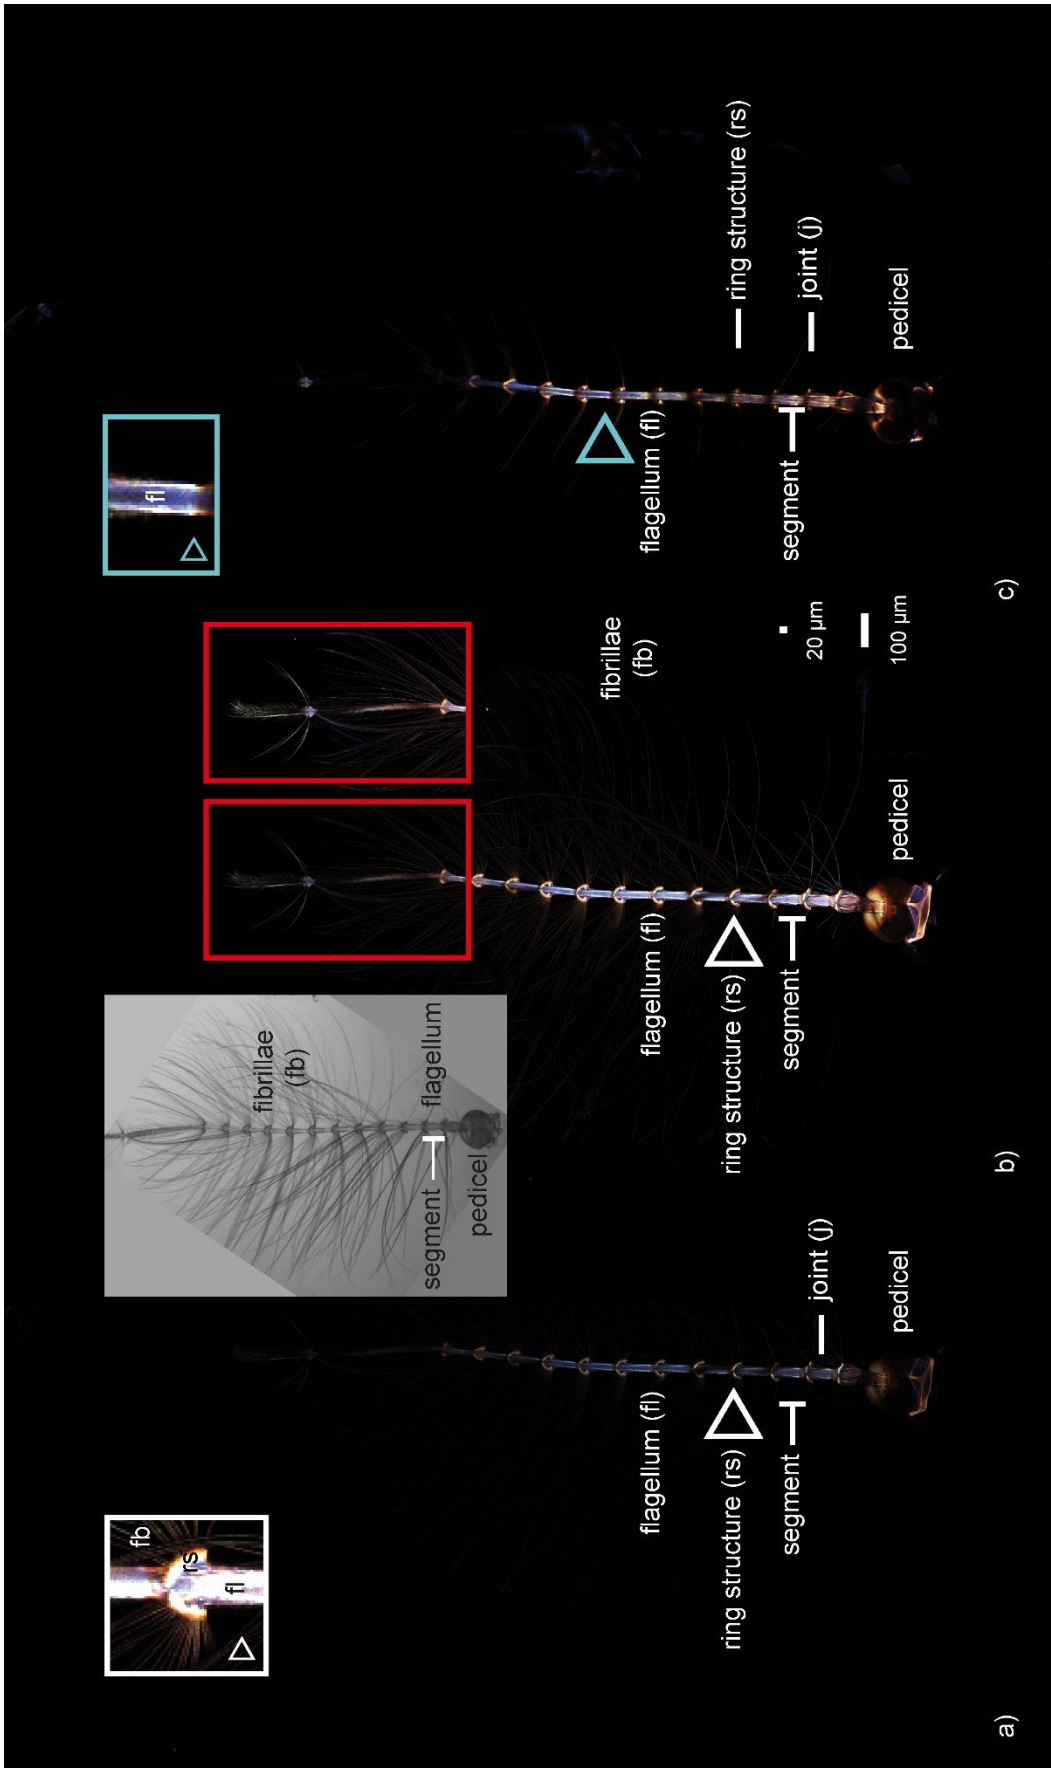 fb
rs
fl
flagellum (fl)
ring structure (rs)
segment
joint (j)
pedicel
a)
fibrillae
(fb)
segment
flagellum
pedicel
fibrillae
(fb)
flagellum (fl)
ring structure (rs)
segment
pedicel
b)
20 µm
100 µm
fl
flagellum (fl)
ring structure (rs)
segment
joint (j)
pedicel
c)